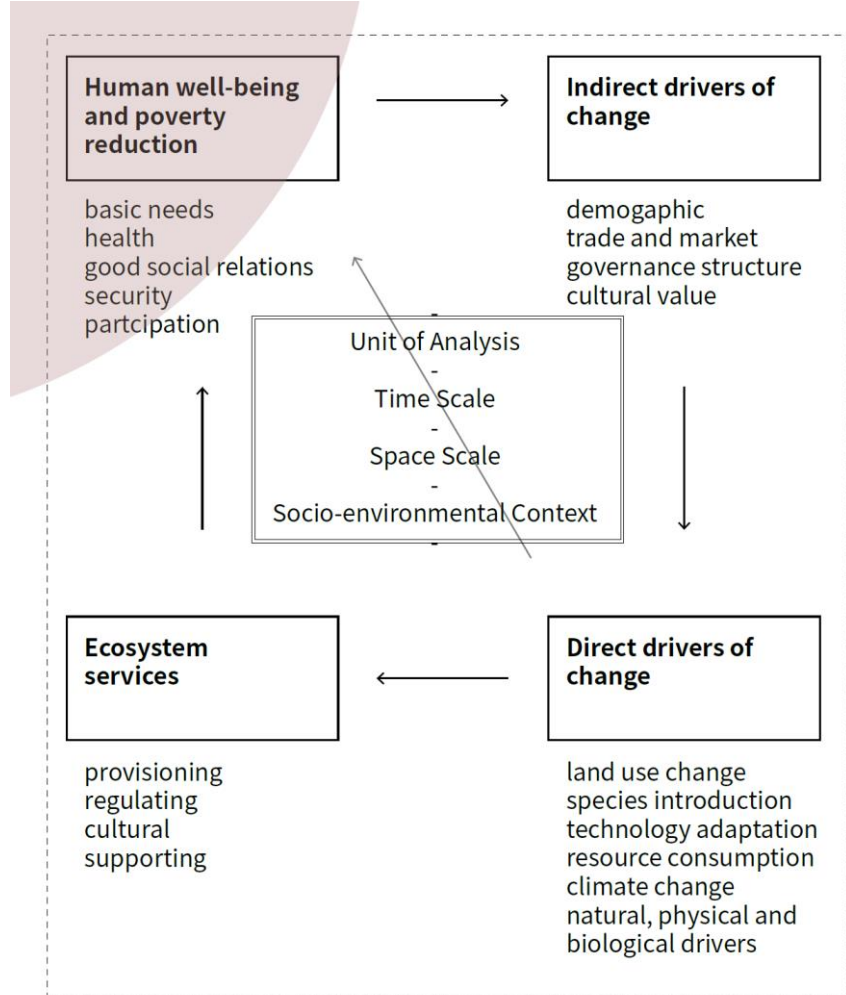 Human well-being
and poverty
reduction
basic needs
health
good social relations
security
partcipation
Indirect drivers of
change
demogaphic
trade and market
governance structure
cultural value
-
Unit of Analysis
-
Time Scale
-
Space Scale
-
Socio-environmental Context
-
Ecosystem
services
provisioning
regulating
cultural
supporting
Direct drivers of
change
land use change
species introduction
technology adaptation
resource consumption
climate change
natural, physical and
biological drivers